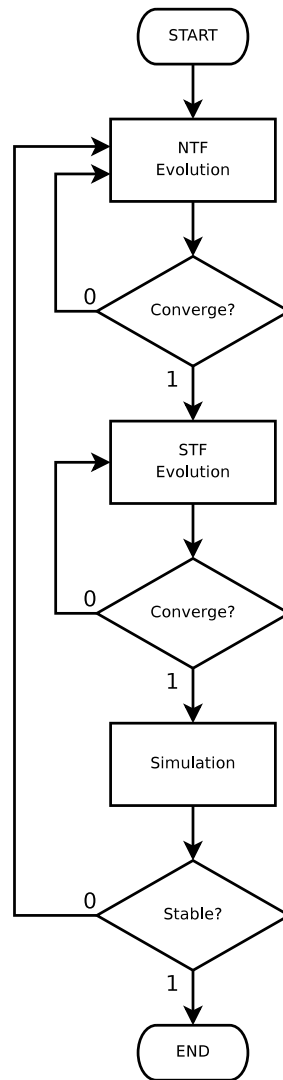 START
NTF
Evolution
0
Converge?
1
STF
Evolution
0
Converge?
1
Simulation
0
Stable?
1
END